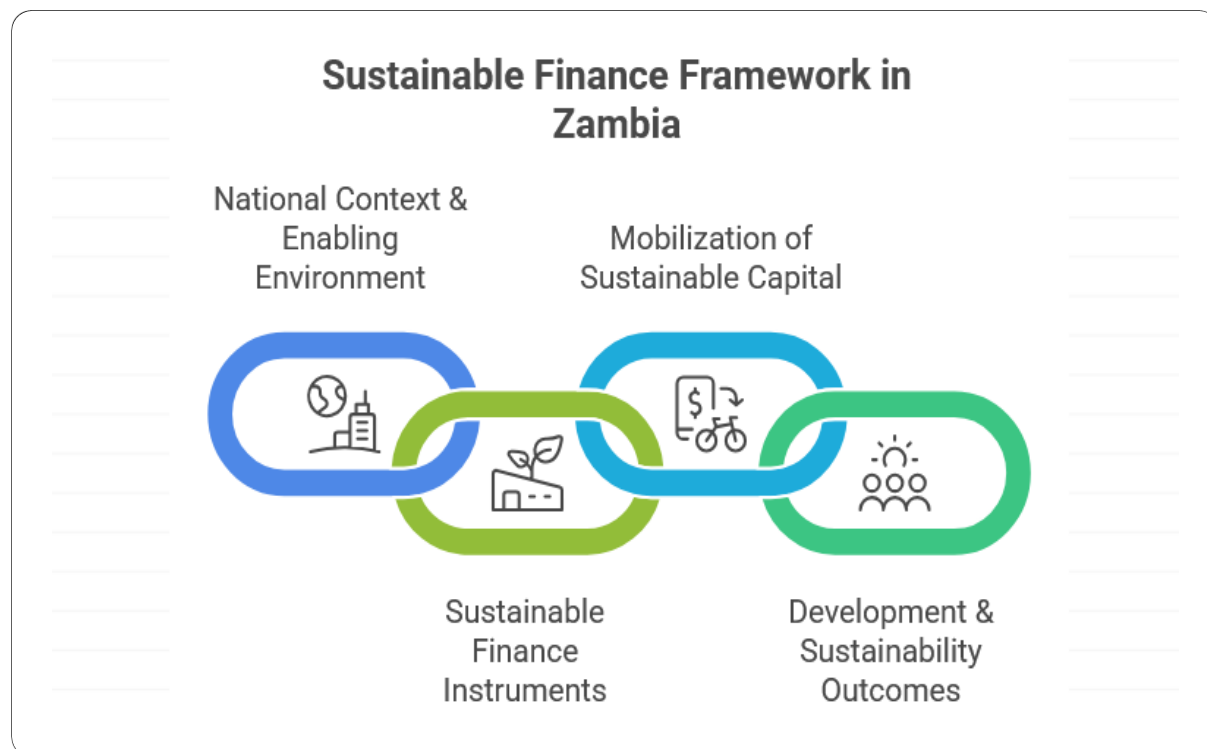 Sustainable Finance Framework in
Zambia
National Context &
Enabling
Environment
Mobilization of
Sustainable Capital
$
Sustainable
Finance
Instruments
Development &
Sustainability
Outcomes